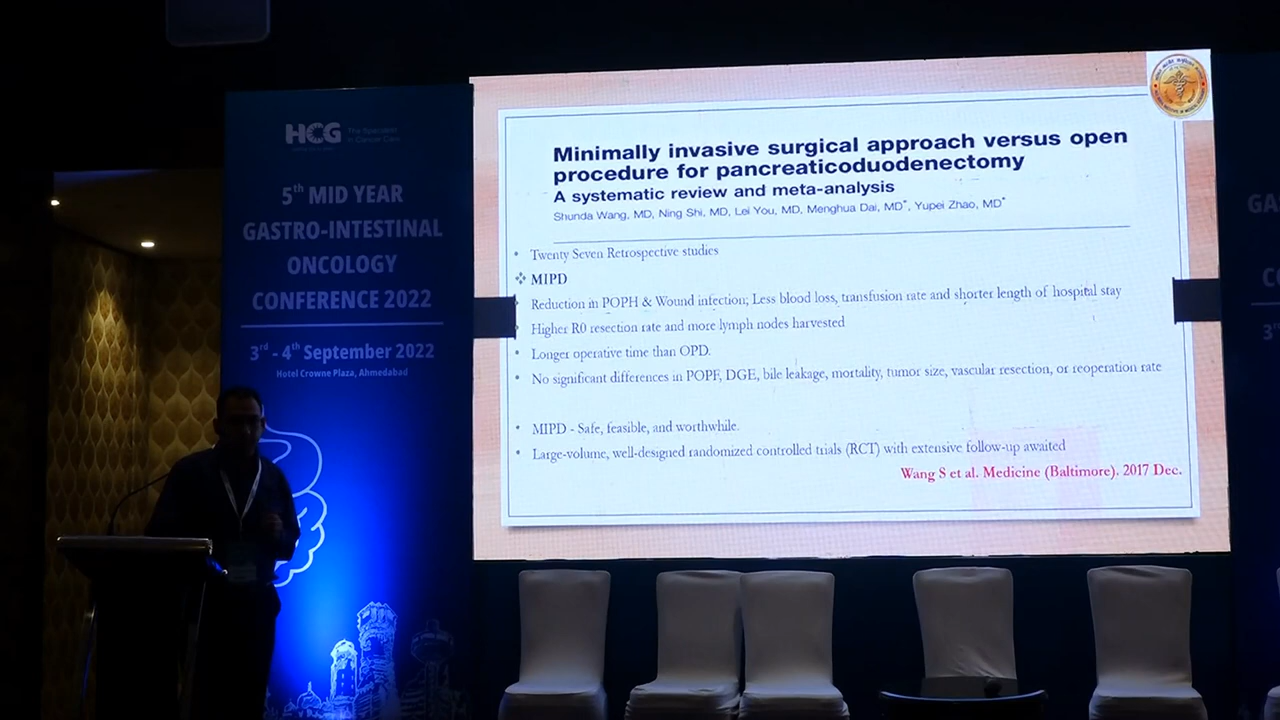 HCG The Specialist
in Cancer Care
5th MID YEAR
GASTRO-INTESTINAL
ONCOLOGY
CONFERENCE 2022
3rd - 4th September 2022
Hotel Crowne Plaza, Ahmedabad
Minimally invasive surgical approach versus open
procedure for pancreaticoduodenectomy
A systematic review and meta-analysis
Shunda Wang, MD, Ning Shi, MD, Lei You, MD, Menghua Dai, MD*, Yupei Zhao, MD*
• Twenty Seven Retrospective studies
❖ MIPD
• Reduction in POPH & Wound infection; Less blood loss, transfusion rate and shorter length of hospital stay
• Higher R0 resection rate and more lymph nodes harvested
• Longer operative time than OPD.
• No significant differences in POPF, DGE, bile leakage, mortality, tumor size, vascular resection, or reoperation rate
• MIPD - Safe, feasible, and worthwhile.
• Large-volume, well-designed randomized controlled trials (RCT) with extensive follow-up awaited
Wang S et al. Medicine (Baltimore). 2017 Dec.
GA